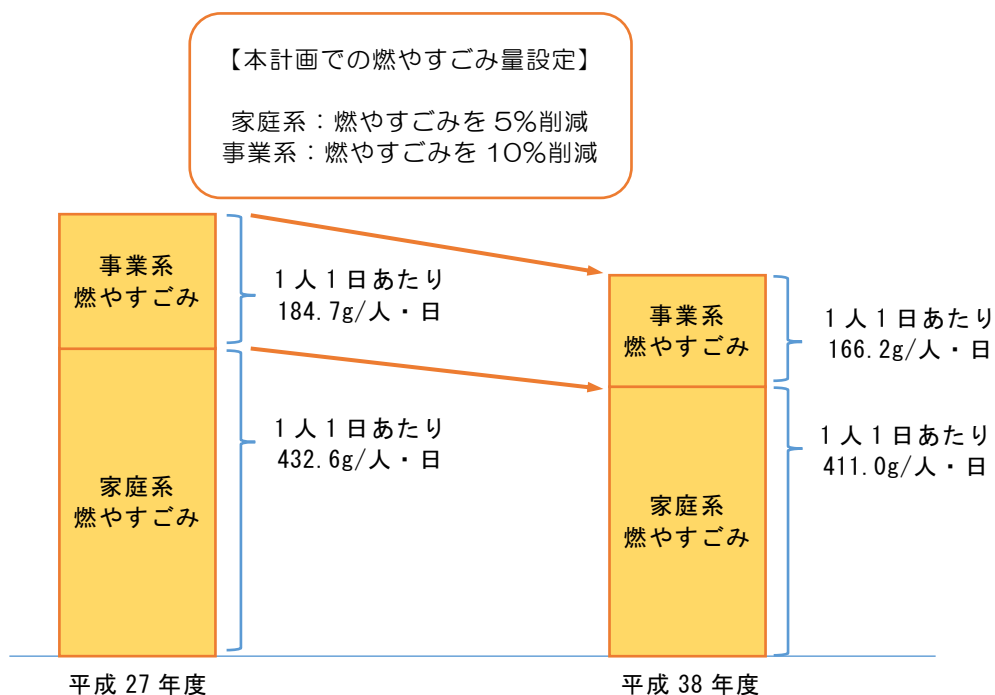 【本計画での燃やすごみ量設定】
家庭系：燃やすごみを 5%削減
事業系：燃やすごみを 10%削減
事業系
燃やすごみ
1 人 1 日あたり
184.7g/人・日
家庭系
燃やすごみ
1 人 1 日あたり
432.6g/人・日
平成 27 年度
事業系
燃やすごみ
1 人 1 日あたり
166.2g/人・日
家庭系
燃やすごみ
1 人 1 日あたり
411.0g/人・日
平成 38 年度